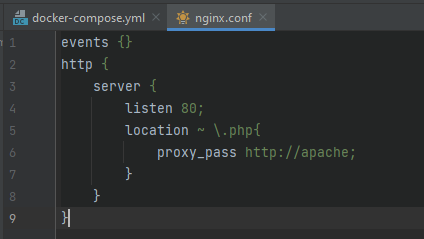 docker-compose.yml × nginx.conf ×
1 events {}
2 http {
3 server {
4 listen 80;
5 location ~ \.php{
6 proxy_pass http://apache;
7 }
8 }
9 }